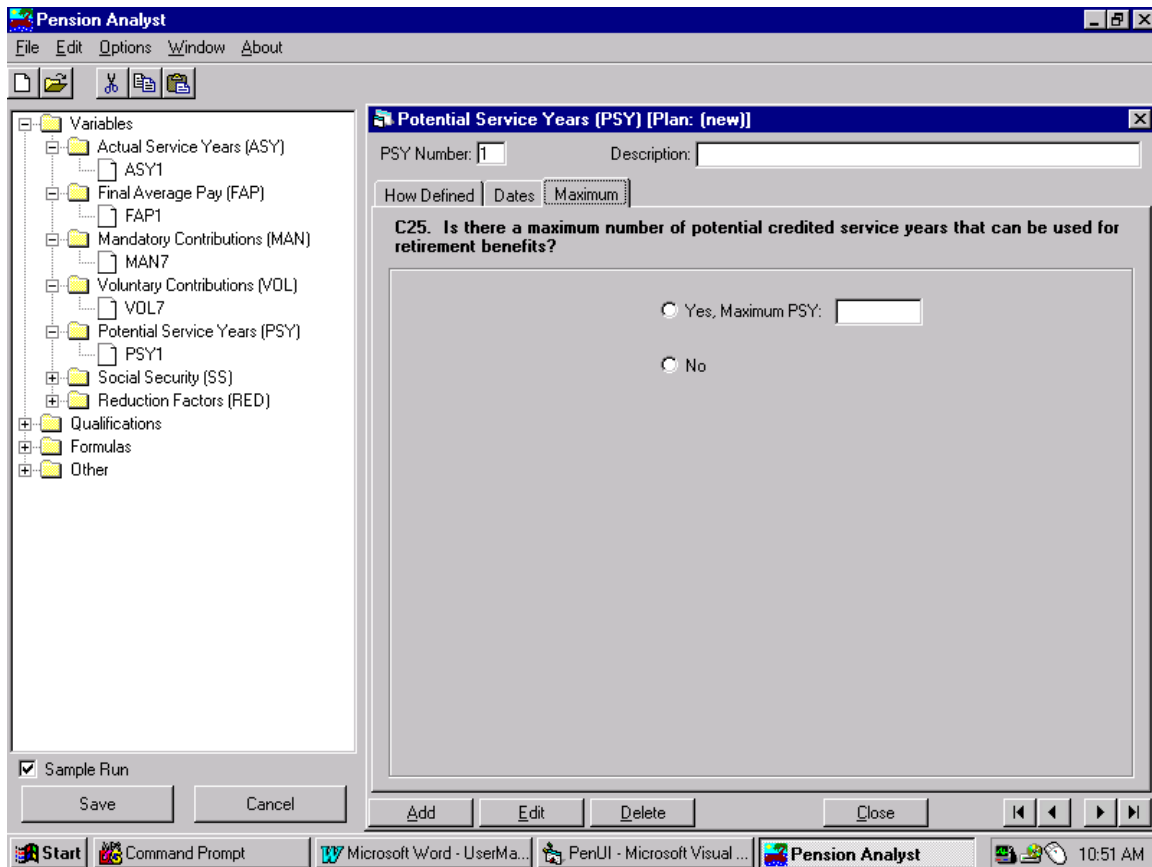 Pension Analyst
File Edit Options Window About
Variables
Actual Service Years (ASY)
ASY1
Final Average Pay (FAP)
FAP1
Mandatory Contributions (MAN)
MAN7
Voluntary Contributions (VOL)
VOL7
Potential Service Years (PSY)
PSY1
Social Security (SS)
Reduction Factors (RED)
Qualifications
Formulas
Other
Sample Run
Save Cancel
Potential Service Years (PSY) [Plan: (new)]
PSY Number: 1 Description:
How Defined Dates Maximum
C25. Is there a maximum number of potential credited service years that can be used for
retirement benefits?
Yes, Maximum PSY:
No
Add Edit Delete Close
Start Command Prompt Microsoft Word - UserMa... PenUI - Microsoft Visual ... Pension Analyst 10:51 AM